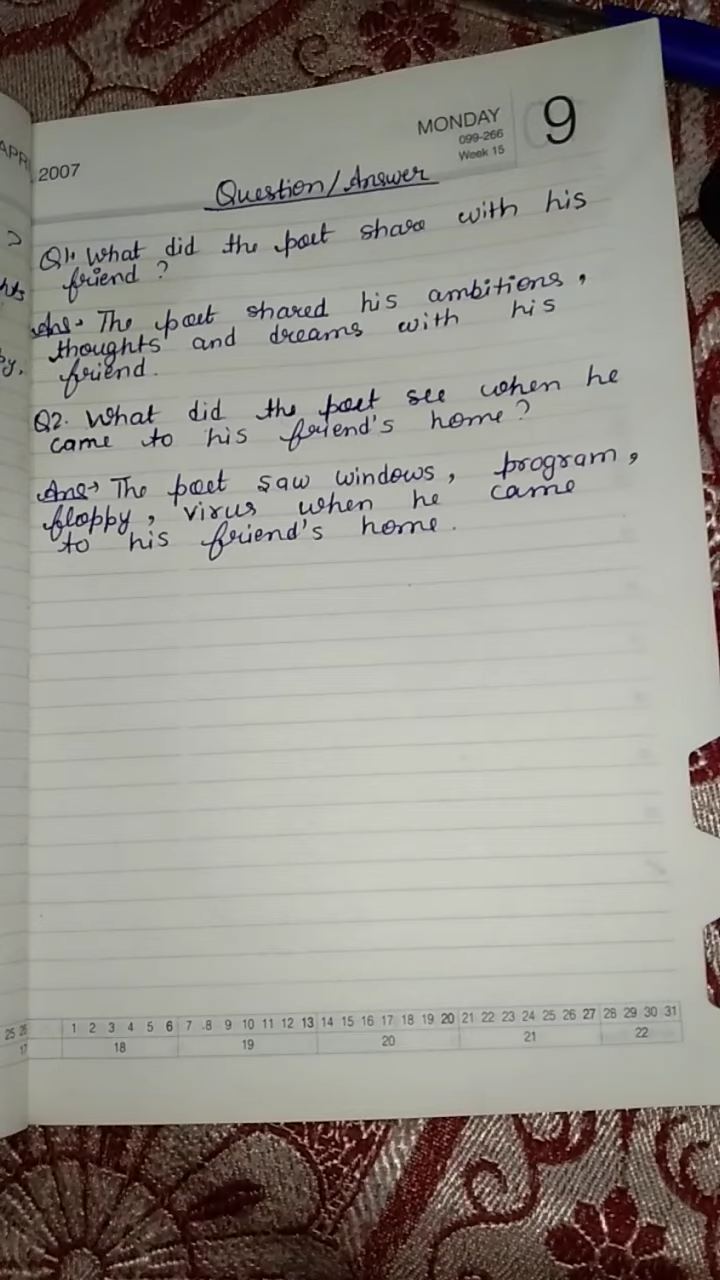 APR
2007
MONDAY
099-266
Week 15
9
Question/Answer
Q1. What did the poet share with his
friend ?
Ans→ The poet shared his ambitions,
thoughts and dreams with his
friend.
Q2. What did the poet see when he
came to his friend's home?
Ans→ The poet saw windows, program,
floppy, virus when he came
to his friend's home.
25 26 1 2 3 4 5 6 7 8 9 10 11 12 13 14 15 16 17 18 19 20 21 22 23 24 25 26 27 28 29 30 31
18 19 20 21 22